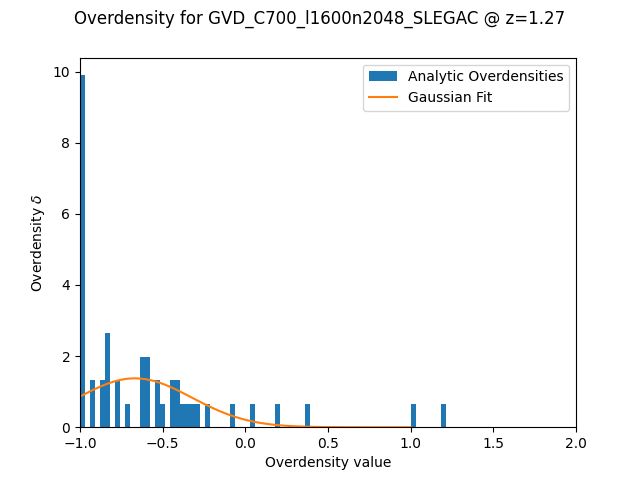 Overdensity for GVD_C700_l1600n2048_SLEGAC @ z=1.27
Analytic Overdensities
Gaussian Fit
Overdensity δ
10
8
6
4
2
0
−1.0 −0.5 0.0 0.5 1.0 1.5 2.0
Overdensity value